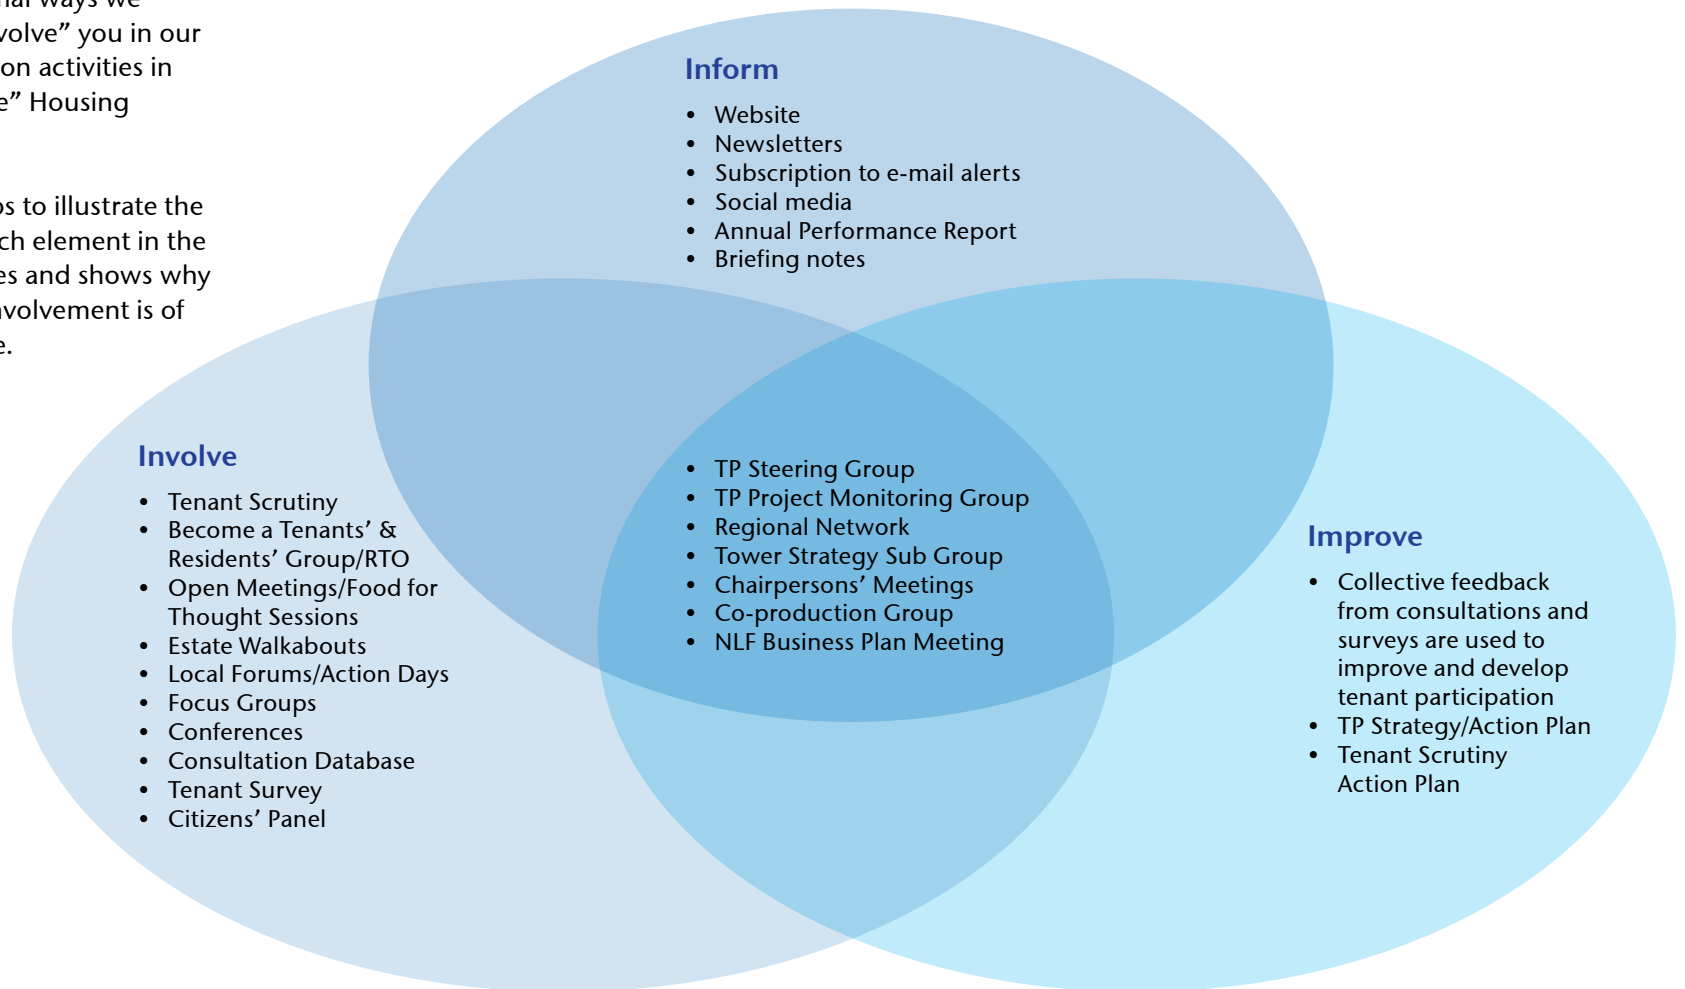 nal ways we
volve” you in our
on activities in
e” Housing
os to illustrate the
ch element in the
es and shows why
nvolvement is of
e.
Inform
• Website
• Newsletters
• Subscription to e-mail alerts
• Social media
• Annual Performance Report
• Briefing notes
Involve
• Tenant Scrutiny
• Become a Tenants’ &
Residents’ Group/RTO
• Open Meetings/Food for
Thought Sessions
• Estate Walkabouts
• Local Forums/Action Days
• Focus Groups
• Conferences
• Consultation Database
• Tenant Survey
• Citizens’ Panel
• TP Steering Group
• TP Project Monitoring Group
• Regional Network
• Tower Strategy Sub Group
• Chairpersons’ Meetings
• Co-production Group
• NLF Business Plan Meeting
Improve
• Collective feedback
from consultations and
surveys are used to
improve and develop
tenant participation
• TP Strategy/Action Plan
• Tenant Scrutiny
Action Plan